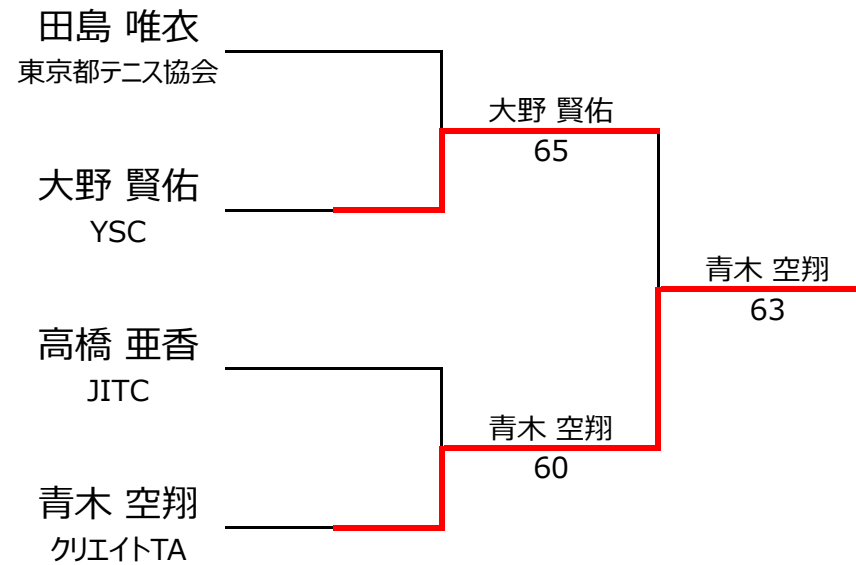 田島 唯衣
東京都テニス協会
大野 賢佑
65
大野 賢佑
YSC
青木 空翔
63
高橋 亜香
JITC
青木 空翔
60
青木 空翔
クリエイトTA